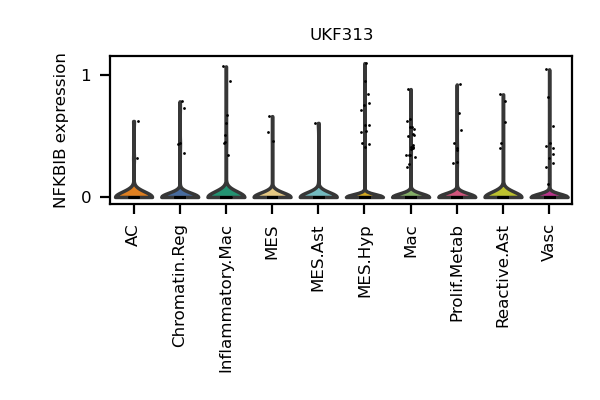 UKF313
NFKBIB expression
1
0
AC
Chromatin.Reg
Inflammatory.Mac
MES
MES.Ast
MES.Hyp
Mac
Prolif.Metab
Reactive.Ast
Vasc